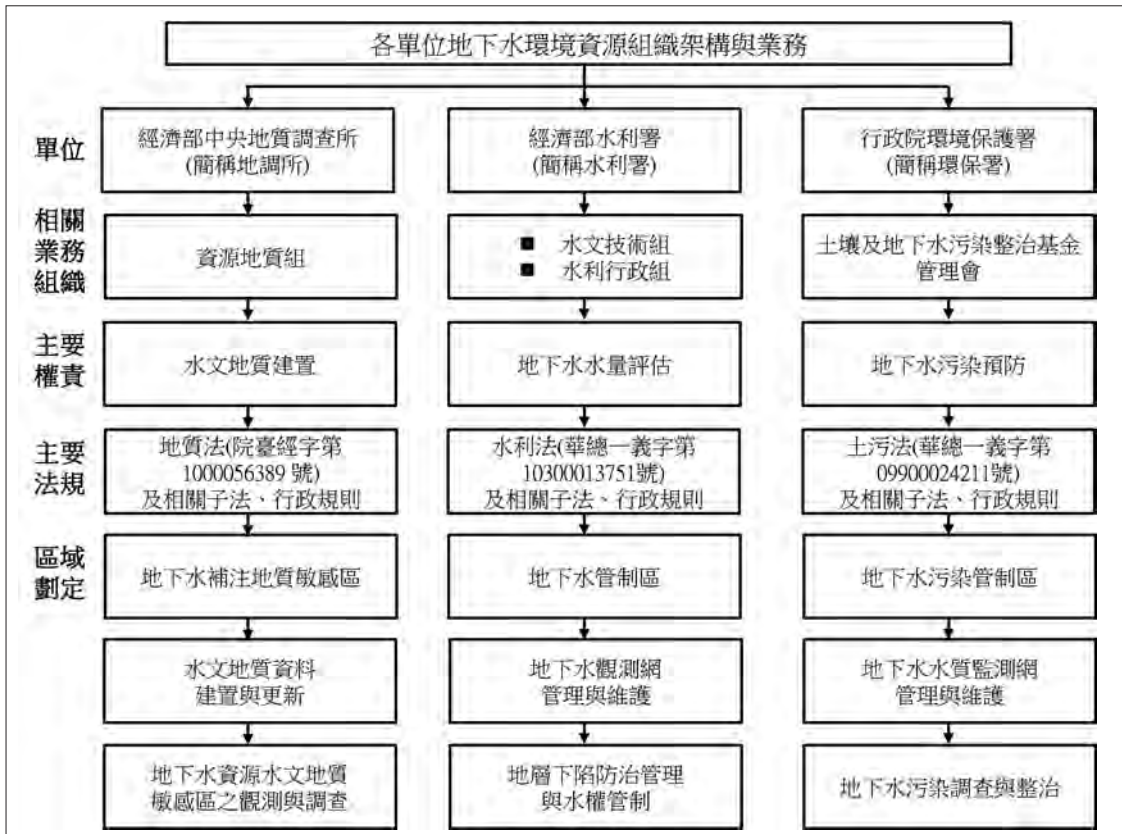 各單位地下水環境資源組織架構與業務
單位
經濟部中央地質調查所
(簡稱地調所)
經濟部水利署
(簡稱水利署)
行政院環境保護署
(簡稱環保署)
相關
業務
組織
資源地質組
■ 水文技術組
■ 水利行政組
土壤及地下水污染整治基金
管理會
主要
權責
水文地質建置
地下水水量評估
地下水污染預防
主要
法規
地質法(院臺經字第
1000056389號)
及相關子法、行政規則
水利法(華總一義字第
10300013751號)
及相關子法、行政規則
土污法(華總一義字第
09900024211號)
及相關子法、行政規則
區域
劃定
地下水補注地質敏感區
地下水管制區
地下水污染管制區
水文地質資料
建置與更新
地下水觀測網
管理與維護
地下水水質監測網
管理與維護
地下水資源水文地質
敏感區之觀測與調查
地層下陷防治管理
與水權管制
地下水污染調查與整治